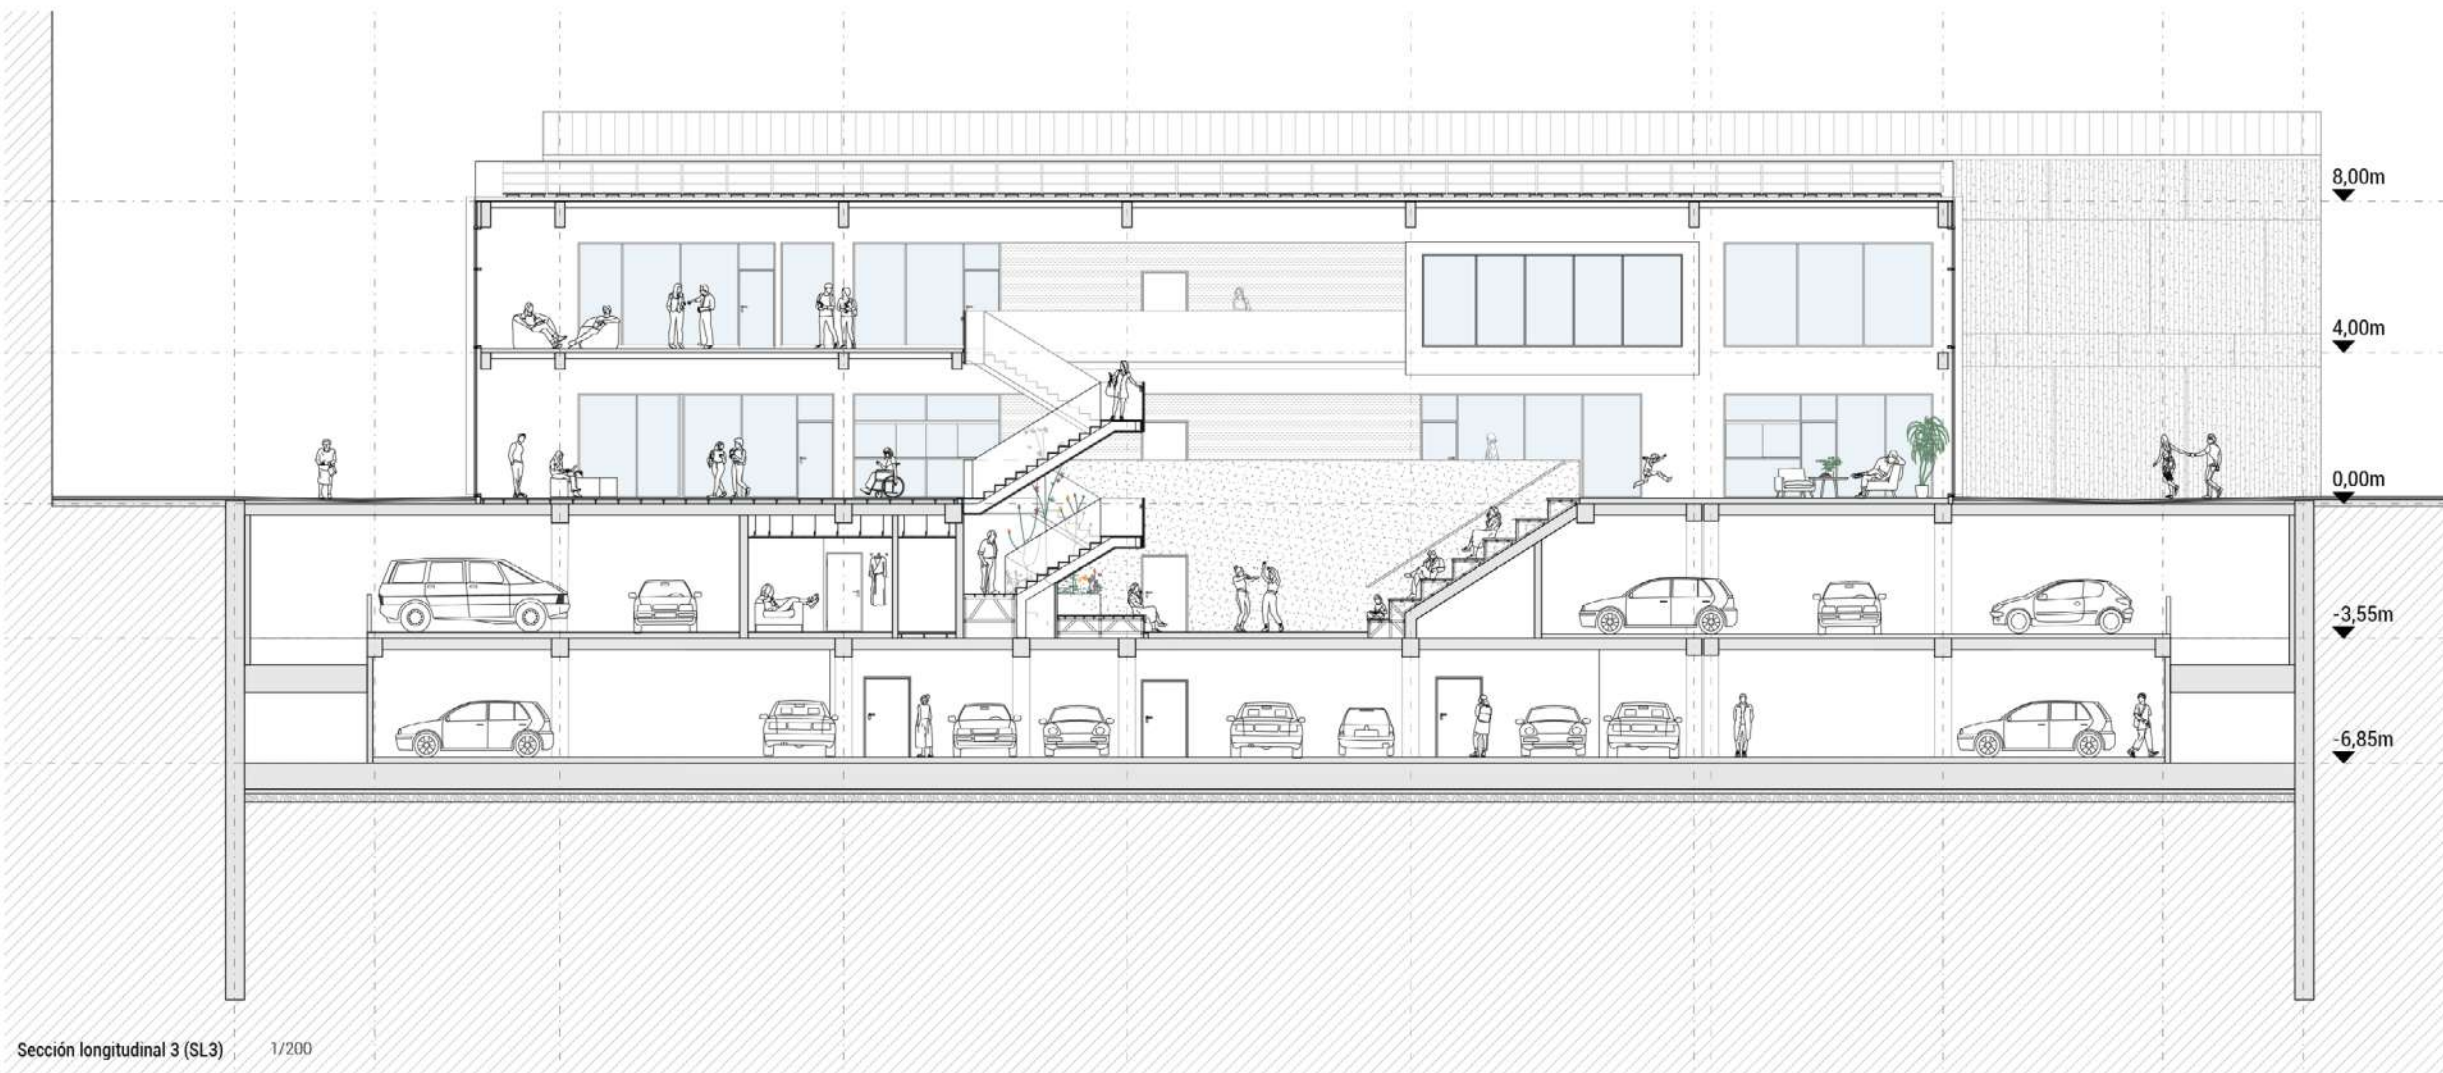 8,00m
4,00m
0,00m
-3,55m
-6,85m
Sección longitudinal 3 (SL3) 1/200